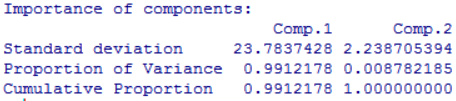 Importance of components:
Comp.1 Comp.2
Standard deviation 23.7837428 2.238705394
Proportion of Variance 0.9912178 0.008782185
Cumulative Proportion 0.9912178 1.000000000